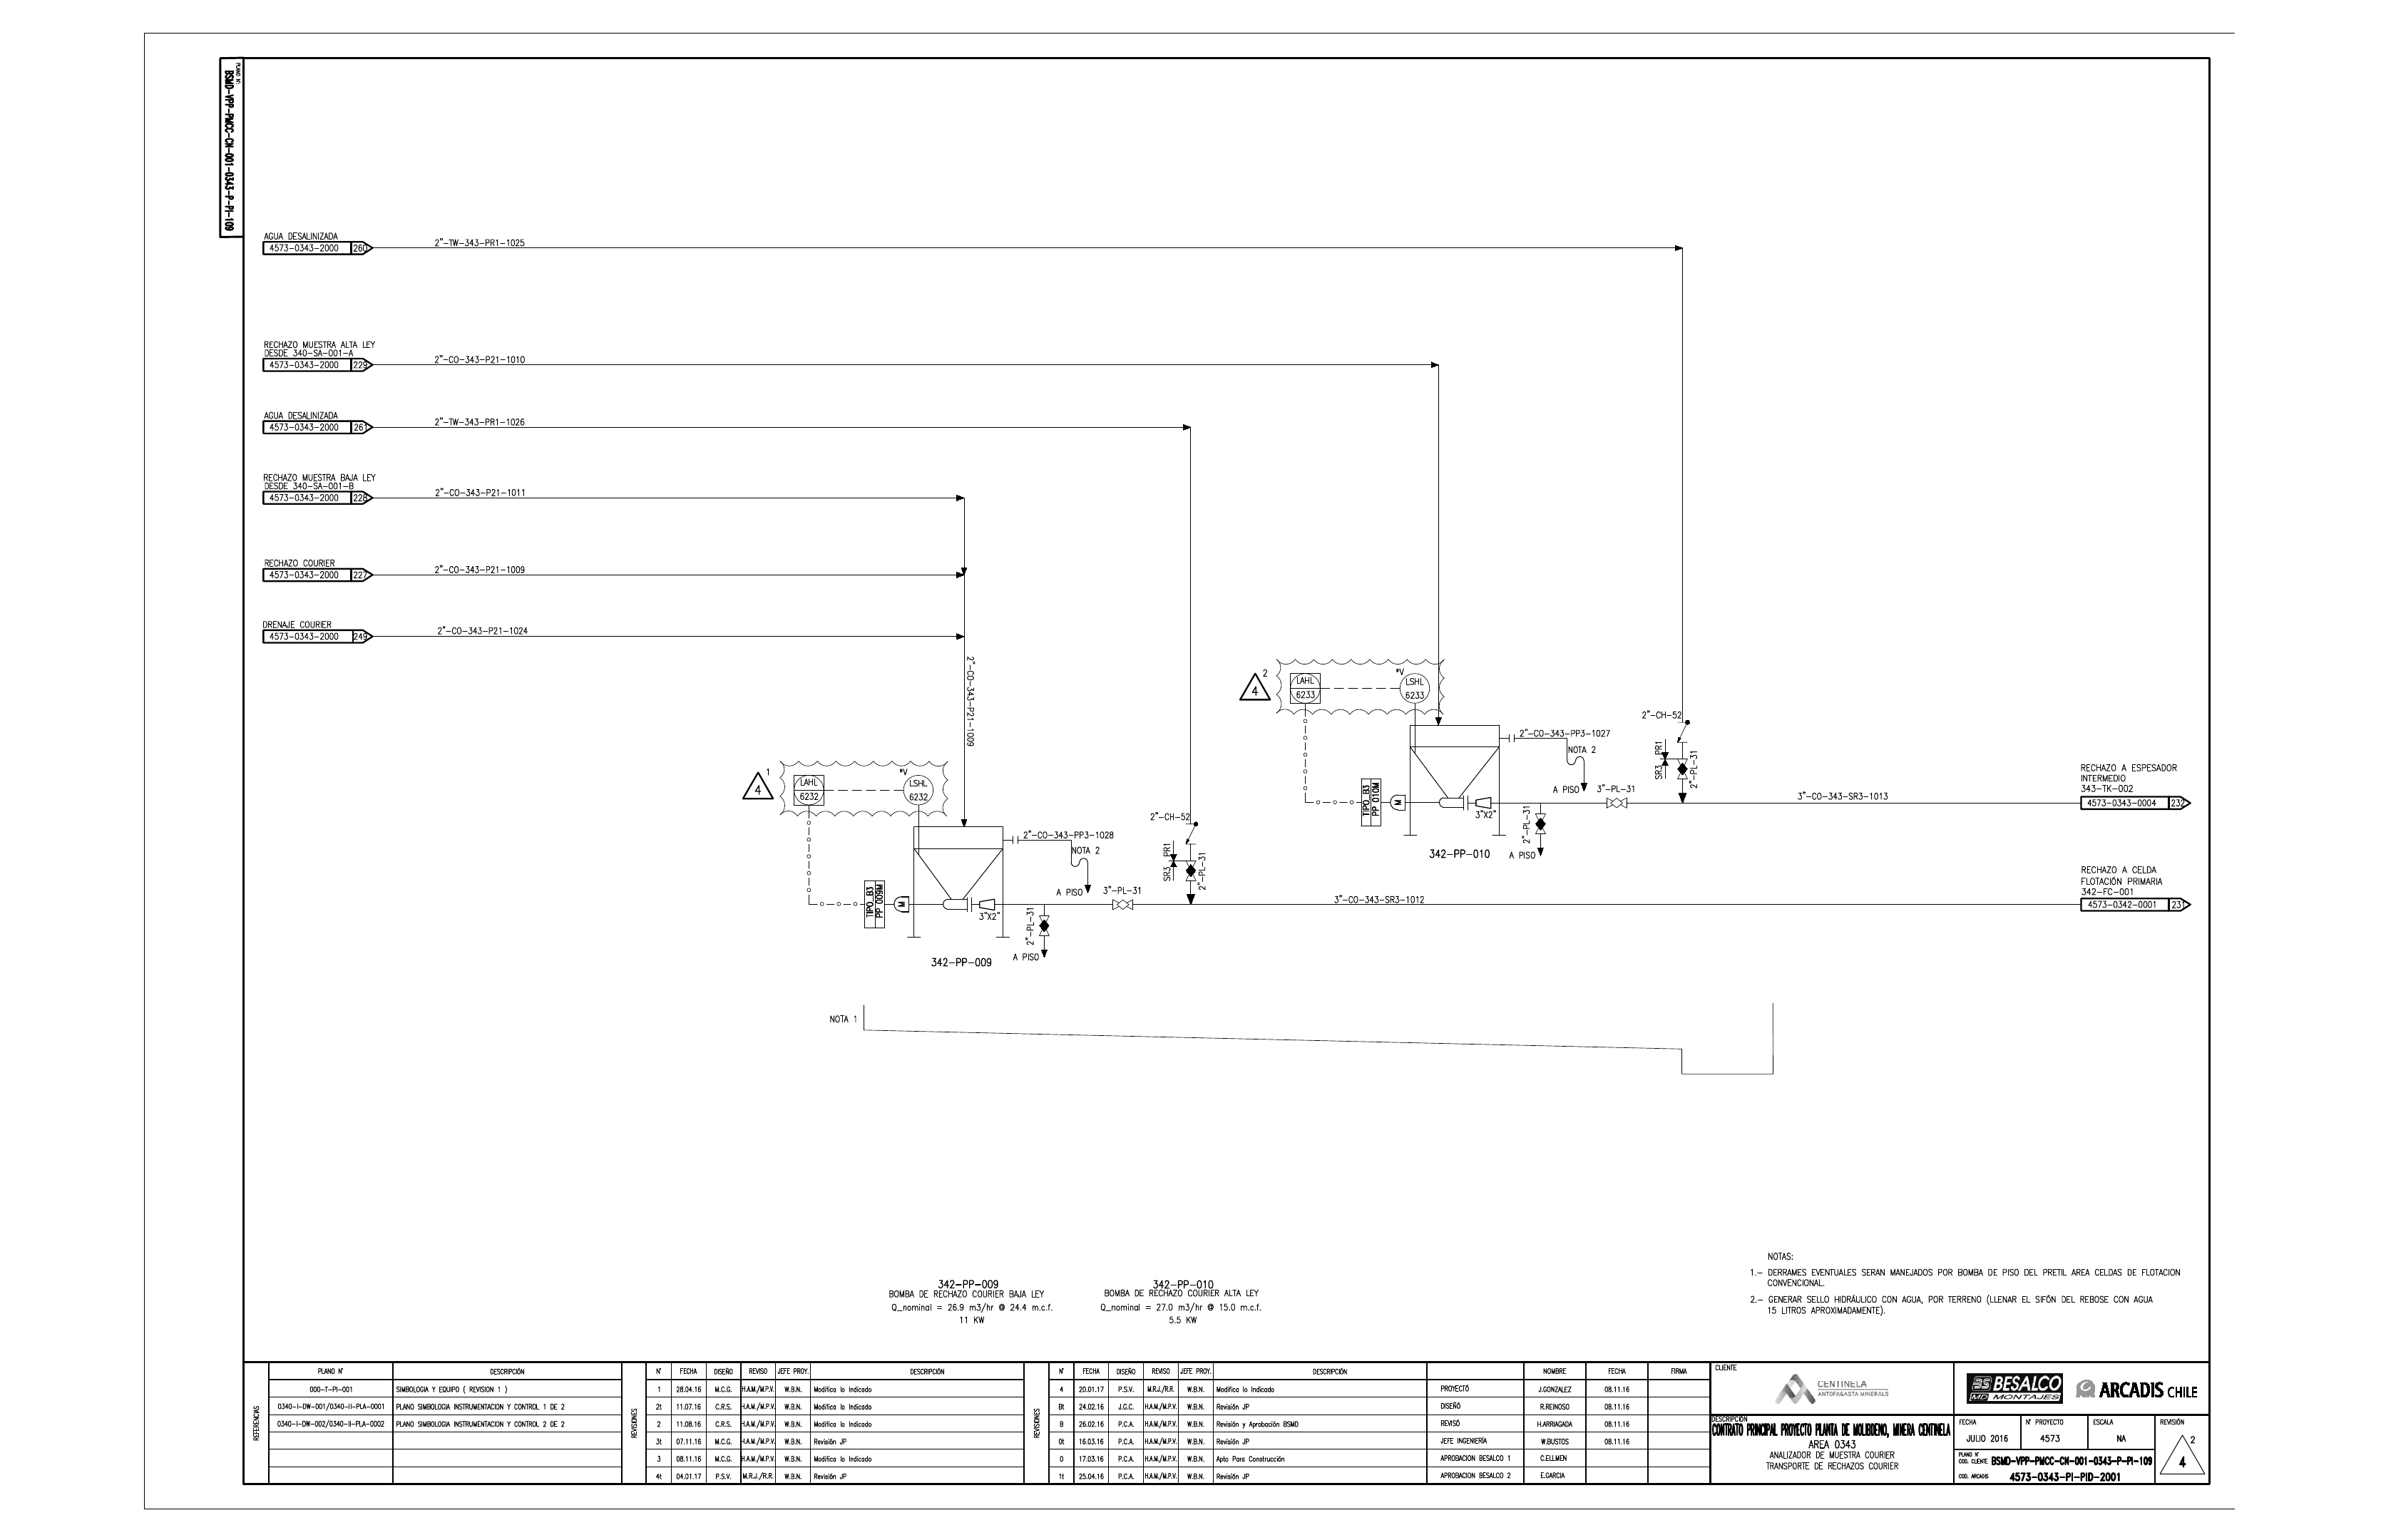 PLANO N°:
BSMD-VPP-PMCC-CN-001-0343-P-PI-109
AGUA DESALINIZADA
4573-0343-2000 260
2"-TW-343-PR1-1025
RECHAZO MUESTRA ALTA LEY
DESDE 340-SA-001-A
4573-0343-2000 229
2"-CO-343-P21-1010
AGUA DESALINIZADA
4573-0343-2000 261
2"-TW-343-PR1-1026
RECHAZO MUESTRA BAJA LEY
DESDE 340-SA-001-B
4573-0343-2000 228
2"-CO-343-P21-1011
RECHAZO COURIER
4573-0343-2000 227
2"-CO-343-P21-1009
DRENAJE COURIER
4573-0343-2000 249
2"-CO-343-P21-1024
2"-CO-343-P21-1009
2
4
LAHL
6233
*V
LSHL
6233
2"-CO-343-PP3-1027
NOTA 2
A PISO
TIPO_B3
PP_010M
M
3"X2"
3"-PL-31
2"-PL-31
A PISO
342-PP-010
2"-CH-52
SR3 PR1
2"-PL-31
3"-CO-343-SR3-1013
RECHAZO A ESPESADOR
INTERMEDIO
343-TK-002
4573-0343-0004 232
1
4
LAHL
6232
*V
LSHL
6232
2"-CO-343-PP3-1028
NOTA 2
A PISO
TIPO_B3
PP_009M
M
3"X2"
3"-PL-31
2"-PL-31
A PISO
342-PP-009
2"-CH-52
SR3 PR1
2"-PL-31
3"-CO-343-SR3-1012
RECHAZO A CELDA
FLOTACIÓN PRIMARIA
342-FC-001
4573-0342-0001 231
NOTA 1
342-PP-009
BOMBA DE RECHAZO COURIER BAJA LEY
Q_nominal = 26.9 m3/hr @ 24.4 m.c.f.
11 KW
342-PP-010
BOMBA DE RECHAZO COURIER ALTA LEY
Q_nominal = 27.0 m3/hr @ 15.0 m.c.f.
5.5 KW
NOTAS:
1.- DERRAMES EVENTUALES SERAN MANEJADOS POR BOMBA DE PISO DEL PRETIL AREA CELDAS DE FLOTACION
CONVENCIONAL.
2.- GENERAR SELLO HIDRÁULICO CON AGUA, POR TERRENO (LLENAR EL SIFÓN DEL REBOSE CON AGUA
15 LITROS APROXIMADAMENTE).
REFERENCIAS
PLANO N° DESCRIPCIÓN
000-T-PI-001 SIMBOLOGIA Y EQUIPO ( REVISION 1 )
0340-I-DW-001/0340-II-PLA-0001 PLANO SIMBOLOGIA INSTRUMENTACION Y CONTROL 1 DE 2
0340-I-DW-002/0340-II-PLA-0002 PLANO SIMBOLOGIA INSTRUMENTACION Y CONTROL 2 DE 2
REVISIONES
N° FECHA DISEÑO REVISO JEFE PROY. DESCRIPCIÓN
1 28.04.16 M.C.G. H.A.M./M.P.V. W.B.N. Modifica lo Indicado
2t 11.07.16 C.R.S. H.A.M./M.P.V. W.B.N. Modifica lo Indicado
2 11.08.16 C.R.S. H.A.M./M.P.V. W.B.N. Modifica lo Indicado
3t 07.11.16 M.C.G. H.A.M./M.P.V. W.B.N. Revisión JP
3 08.11.16 M.C.G. H.A.M./M.P.V. W.B.N. Modifica lo Indicado
4t 04.01.17 P.S.V. M.R.J./R.R. W.B.N. Revisión JP
REVISIONES
N° FECHA DISEÑO REVISO JEFE PROY. DESCRIPCIÓN
4 20.01.17 P.S.V. M.R.J./R.R. W.B.N. Modifica lo Indicado
Bt 24.02.16 J.G.C. H.A.M./M.P.V. W.B.N. Revisión JP
B 26.02.16 P.C.A. H.A.M./M.P.V. W.B.N. Revisión y Aprobación BSMD
0t 16.03.16 P.C.A. H.A.M./M.P.V. W.B.N. Revisión JP
0 17.03.16 P.C.A. H.A.M./M.P.V. W.B.N. Apto Para Construcción
1t 25.04.16 P.C.A. H.A.M./M.P.V. W.B.N. Revisión JP
NOMBRE FECHA FIRMA
PROYECTÓ J.GONZALEZ 08.11.16
DISEÑÓ R.REINOSO 08.11.16
REVISÓ H.ARRIAGADA 08.11.16
JEFE INGENIERÍA W.BUSTOS 08.11.16
APROBACION BESALCO 1 C.ELLMEN
APROBACION BESALCO 2 E.GARCIA
CLIENTE
CENTINELA
ANTOFAGASTA MINERALS
DESCRIPCIÓN
CONTRATO PRINCIPAL PROYECTO PLANTA DE MOLIBDENO, MINERA CENTINELA
AREA 0343
ANALIZADOR DE MUESTRA COURIER
TRANSPORTE DE RECHAZOS COURIER
BS BESALCO
MD MONTAJES
ARCADIS CHILE
FECHA
JULIO 2016
N° PROYECTO
4573
ESCALA
NA
REVISIÓN
2
4
PLANO N°
COD. CLIENTE BSMD-VPP-PMCC-CN-001-0343-P-PI-109
COD. ARCADIS 4573-0343-PI-PID-2001